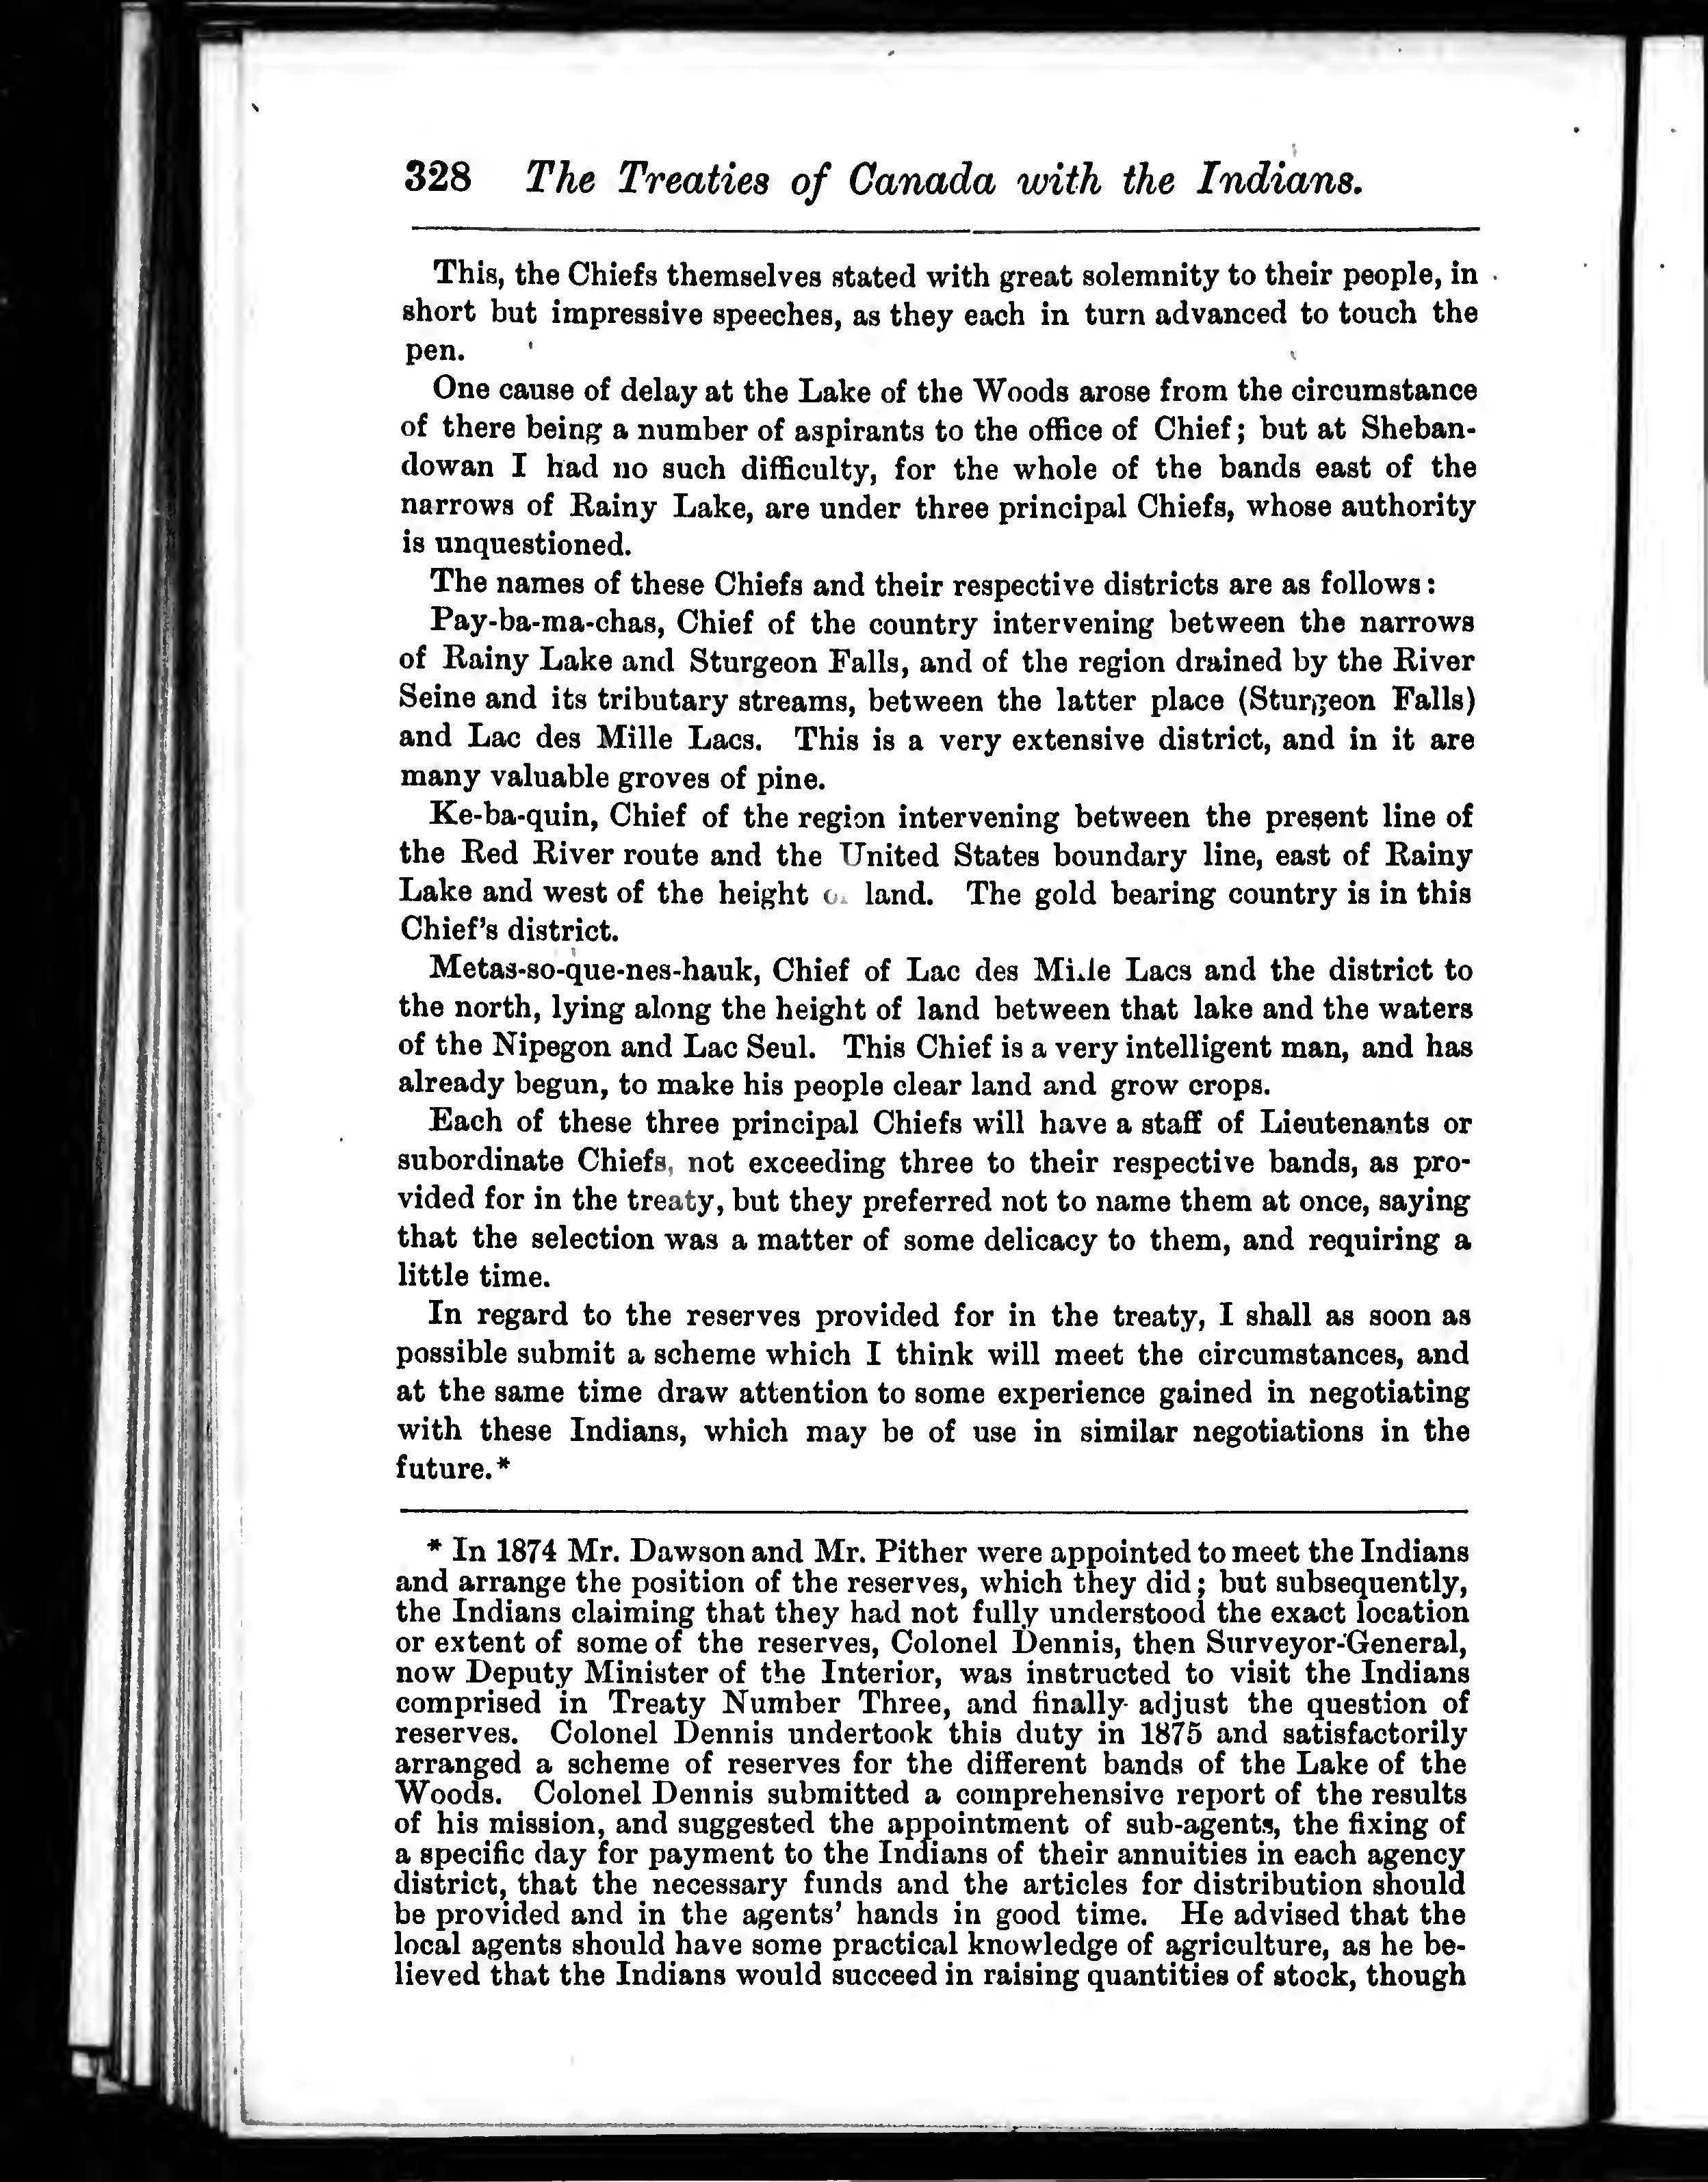 328 The Treaties of Canada with the Indians.
This, the Chiefs themselves stated with great solemnity to their people, in
short but impressive speeches, as they each in turn advanced to touch the
pen.
One cause of delay at the Lake of the Woods arose from the circumstance
of there being a number of aspirants to the office of Chief; but at Sheban-
dowan I had no such difficulty, for the whole of the bands east of the
narrows of Rainy Lake, are under three principal Chiefs, whose authority
is unquestioned.
The names of these Chiefs and their respective districts are as follows:
Pay-ba-ma-chas, Chief of the country intervening between the narrows
of Rainy Lake and Sturgeon Falls, and of the region drained by the River
Seine and its tributary streams, between the latter place (Sturgeon Falls)
and Lac des Mille Lacs. This is a very extensive district, and in it are
many valuable groves of pine.
Ke-ba-quin, Chief of the region intervening between the present line of
the Red River route and the United States boundary line, east of Rainy
Lake and west of the height of land. The gold bearing country is in this
Chief's district.
Metas-so-que-nes-hauk, Chief of Lac des Mille Lacs and the district to
the north, lying along the height of land between that lake and the waters
of the Nipegon and Lac Seul. This Chief is a very intelligent man, and has
already begun, to make his people clear land and grow crops.
Each of these three principal Chiefs will have a staff of Lieutenants or
subordinate Chiefs, not exceeding three to their respective bands, as pro-
vided for in the treaty, but they preferred not to name them at once, saying
that the selection was a matter of some delicacy to them, and requiring a
little time.
In regard to the reserves provided for in the treaty, I shall as soon as
possible submit a scheme which I think will meet the circumstances, and
at the same time draw attention to some experience gained in negotiating
with these Indians, which may be of use in similar negotiations in the
future.*
* In 1874 Mr. Dawson and Mr. Pither were appointed to meet the Indians
and arrange the position of the reserves, which they did; but subsequently,
the Indians claiming that they had not fully understood the exact location
or extent of some of the reserves, Colonel Dennis, then Surveyor-General,
now Deputy Minister of the Interior, was instructed to visit the Indians
comprised in Treaty Number Three, and finally adjust the question of
reserves. Colonel Dennis undertook this duty in 1875 and satisfactorily
arranged a scheme of reserves for the different bands of the Lake of the
Woods. Colonel Dennis submitted a comprehensive report of the results
of his mission, and suggested the appointment of sub-agents, the fixing of
a specific day for payment to the Indians of their annuities in each agency
district, that the necessary funds and the articles for distribution should
be provided and in the agents' hands in good time. He advised that the
local agents should have some practical knowledge of agriculture, as he be-
lieved that the Indians would succeed in raising quantities of stock, though